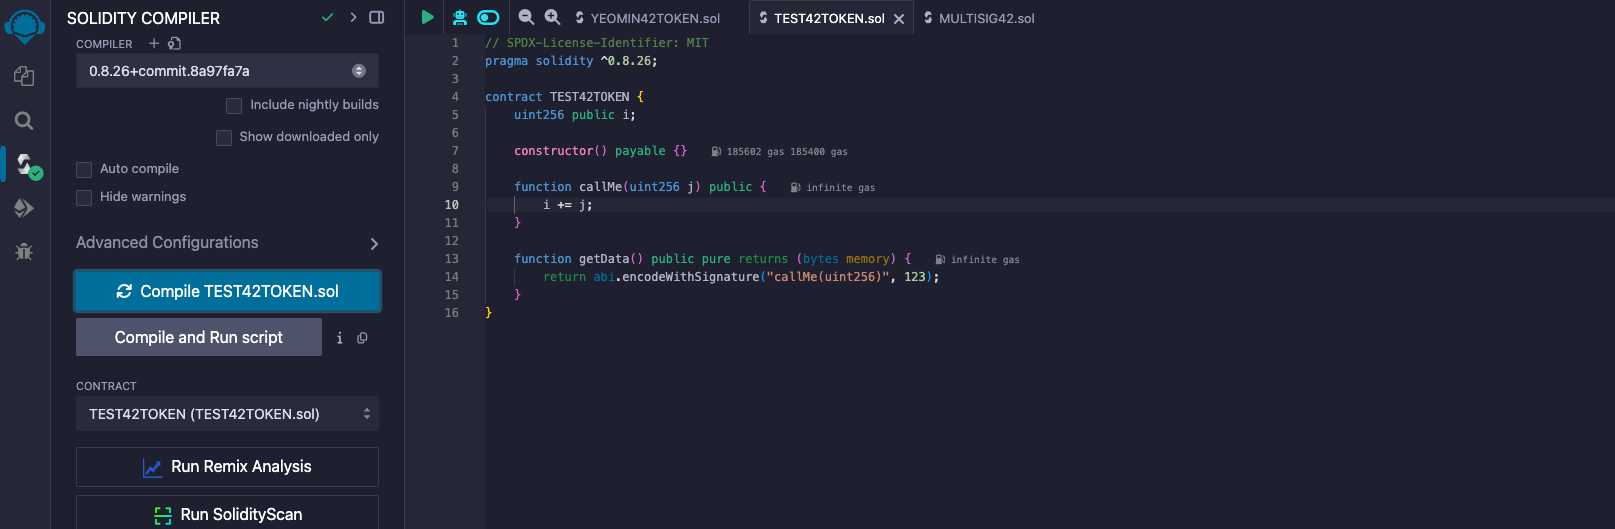 SOLIDITY COMPILER
COMPILER
0.8.26+commit.8a97fa7a
Include nightly builds
Show downloaded only
Auto compile
Hide warnings
Advanced Configurations
Compile TEST42TOKEN.sol
Compile and Run script
i
CONTRACT
TEST42TOKEN (TEST42TOKEN.sol)
Run Remix Analysis
Run SolidityScan
YEOMIN42TOKEN.sol
TEST42TOKEN.sol
MULTISIG42.sol
1 // SPDX-License-Identifier: MIT
2 pragma solidity ^0.8.26;
3
4 contract TEST42TOKEN {
5 uint256 public i;
6
7 constructor() payable {} 185602 gas 185400 gas
8
9 function callMe(uint256 j) public { infinite gas
10 i += j;
11 }
12
13 function getData() public pure returns (bytes memory) { infinite gas
14 return abi.encodeWithSignature("callMe(uint256)", 123);
15 }
16 }